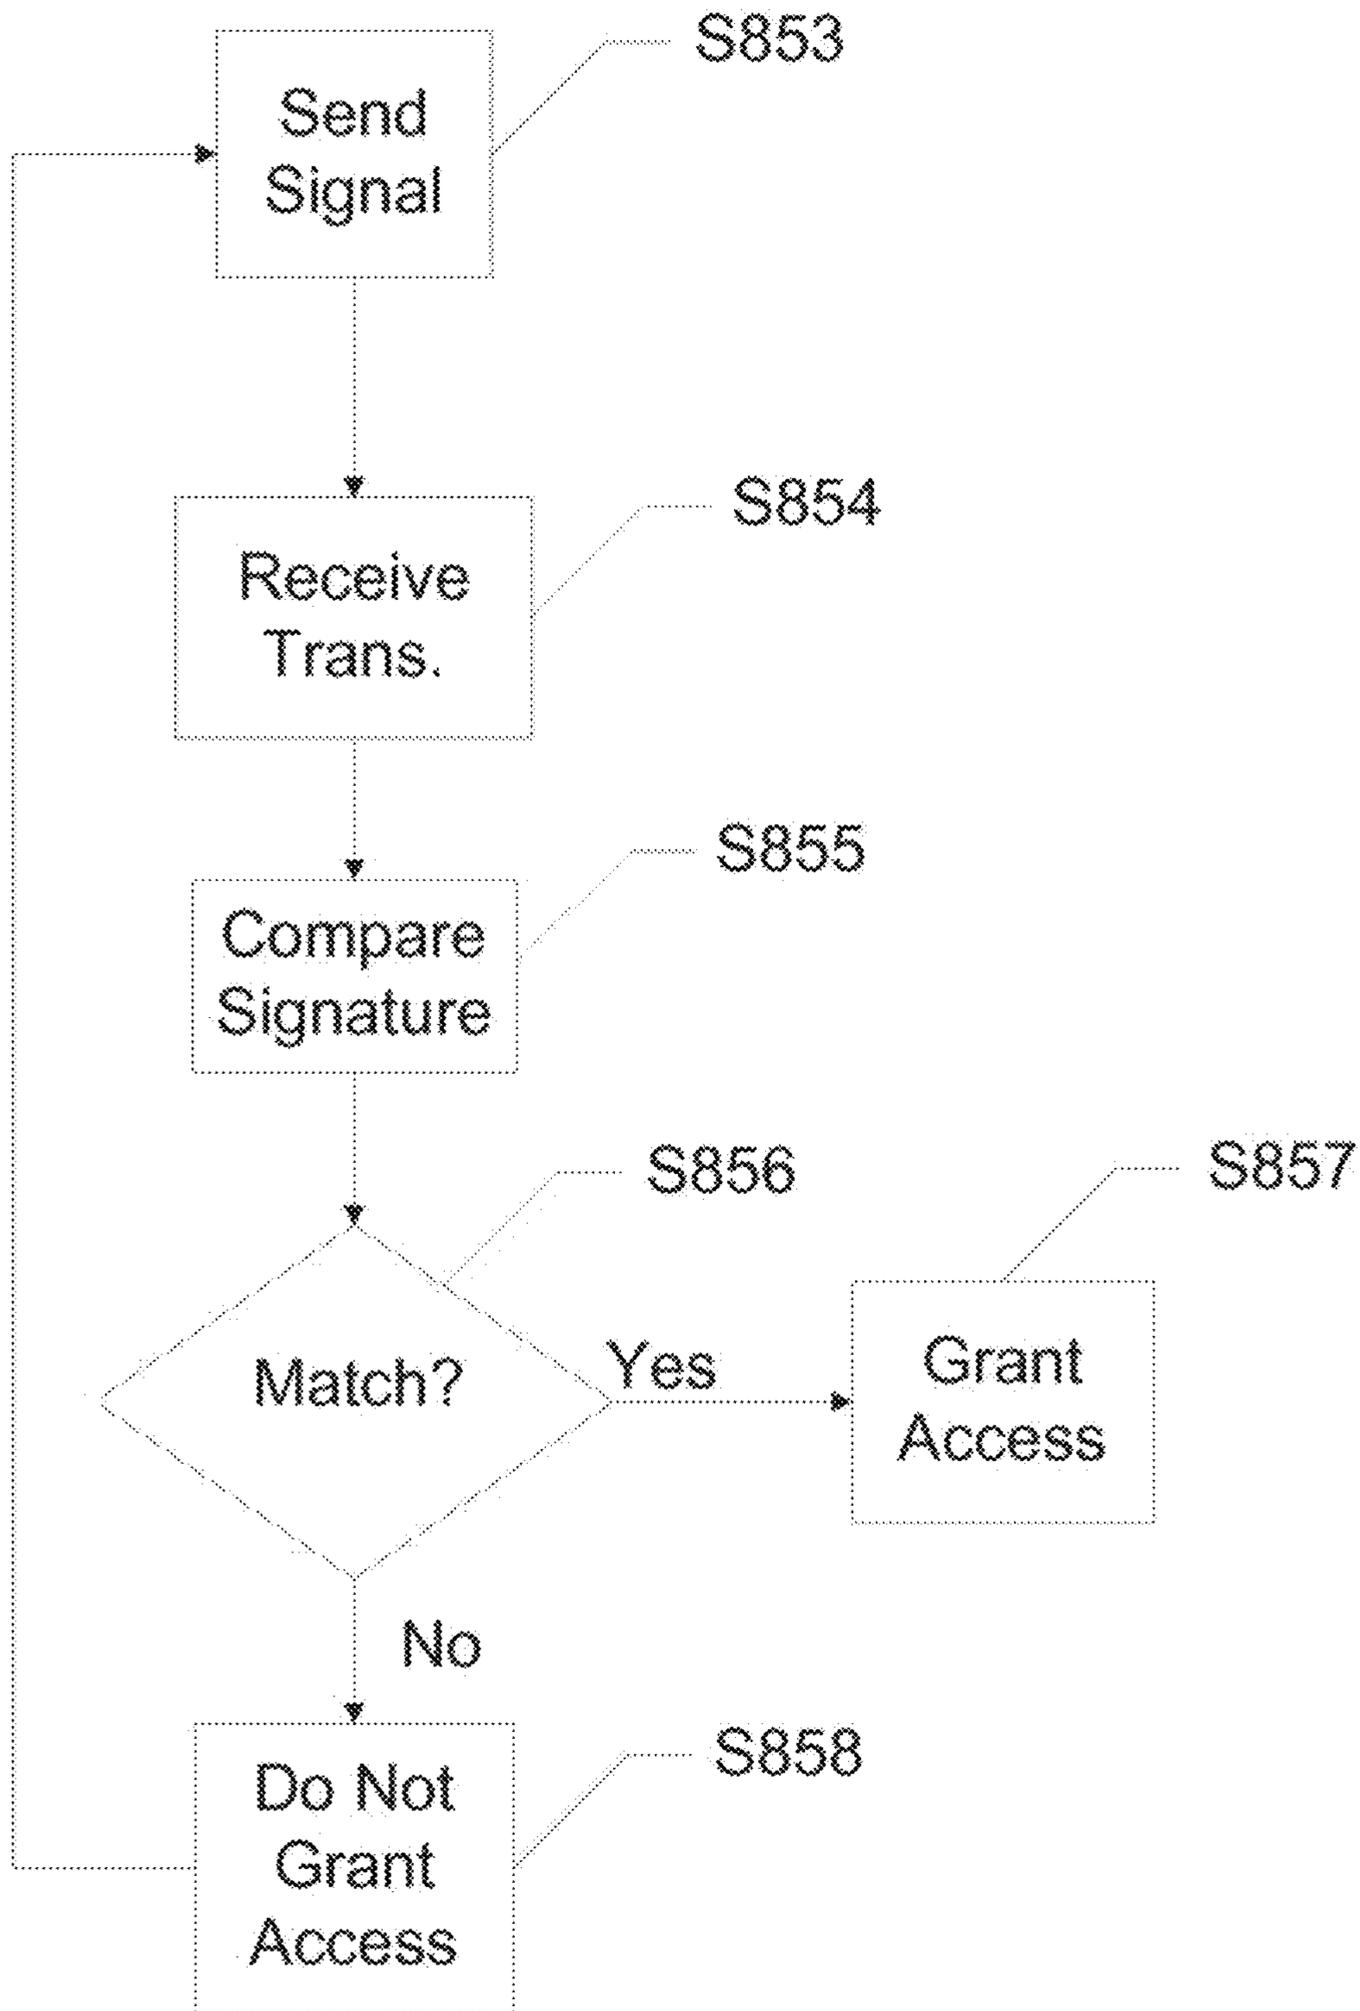 S853
Send
Signal
S854
Receive
Trans.
S855
Compare
Signature
S856
S857
Match?
Yes
Grant
Access
No
S858
Do Not
Grant
Access